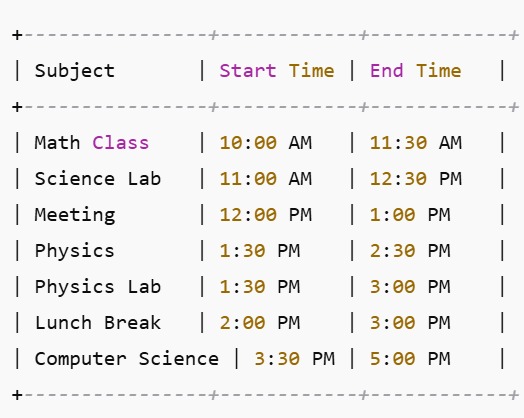 +----------------+------------+------------+
| Subject        | Start Time | End Time   |
+----------------+------------+------------+
| Math Class     | 10:00 AM   | 11:30 AM   |
| Science Lab    | 11:00 AM   | 12:30 PM   |
| Meeting        | 12:00 PM   | 1:00 PM    |
| Physics        | 1:30 PM    | 2:30 PM    |
| Physics Lab    | 1:30 PM    | 3:00 PM    |
| Lunch Break    | 2:00 PM    | 3:00 PM    |
| Computer Science | 3:30 PM | 5:00 PM    |
+----------------+------------+------------+